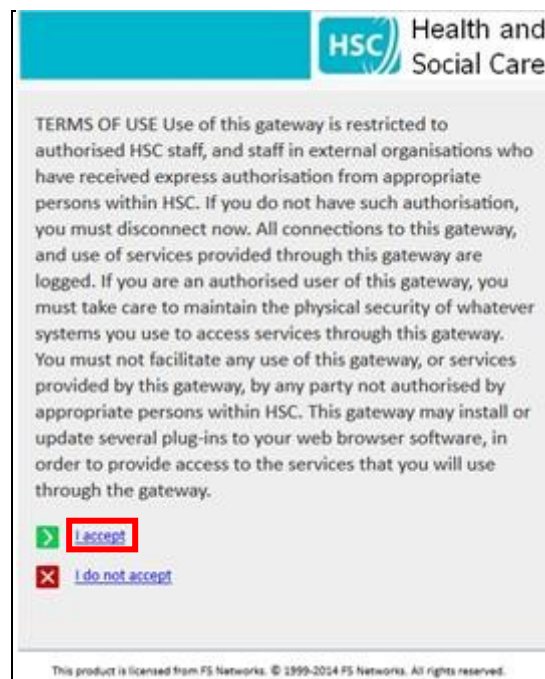 HSC
Health and
Social Care
TERMS OF USE Use of this gateway is restricted to
authorised HSC staff, and staff in external organisations who
have received express authorisation from appropriate
persons within HSC. If you do not have such authorisation,
you must disconnect now. All connections to this gateway,
and use of services provided through this gateway are
logged. If you are an authorised user of this gateway, you
must take care to maintain the physical security of whatever
systems you use to access services through this gateway.
You must not facilitate any use of this gateway, or services
provided by this gateway, by any party not authorised by
appropriate persons within HSC. This gateway may install or
update several plug-ins to your web browser software, in
order to provide access to the services that you will use
through the gateway.
I accept
I do not accept
This product is licensed from F5 Networks. © 1999-2014 F5 Networks. All rights reserved.